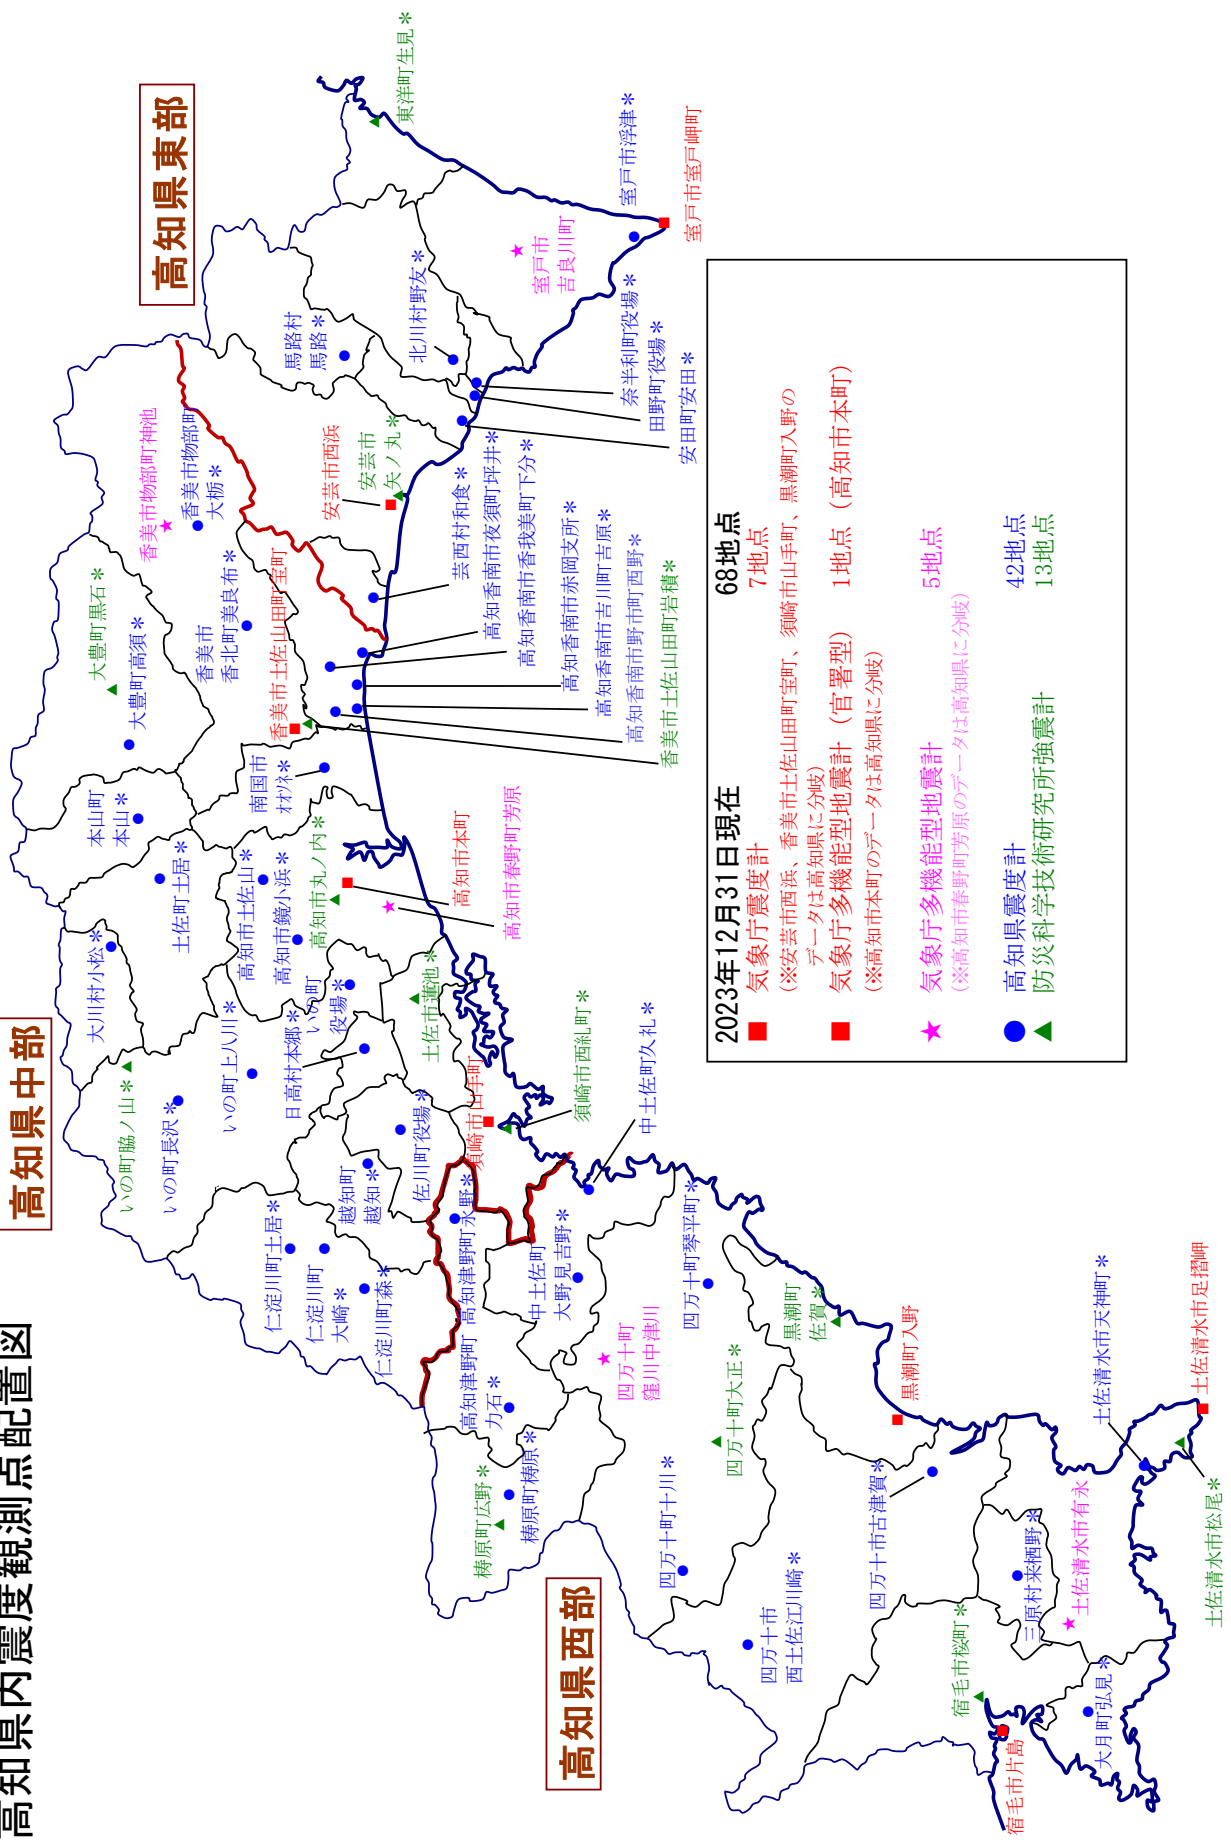 高知県内震度観測点配置図
高知県中部
高知県東部
高知県西部
東洋町生見＊
室戸市浮津＊
室戸市室戸岬町
室戸市
吉良川町
北川村野友＊
馬路村
馬路＊
奈半利町役場＊
田野町役場＊
安田町安田＊
安芸市西浜
安芸市
矢ノ丸＊
芸西村和食＊
高知香南市夜須町坪井＊
高知香南市香我美町下分＊
高知香南市赤岡支所＊
高知香南市吉川町吉原＊
高知香南市野市町西野＊
香美市土佐山田町岩積＊
香美市物部町神池
香美市物部町
大栃＊
香美市
香北町美良布＊
香美市土佐山田町宝町
大豊町黒石＊
大豊町高須＊
本山町
本山＊
南国市
オオソネ＊
土佐町土居＊
高知市土佐山＊
高知市鏡小浜＊
高知市丸ノ内＊
高知市本町
高知市春野町芳原
大川村小松＊
いの町脇ノ山＊
いの町長沢＊
いの町上八川＊
いの町
役場＊
日高村本郷＊
土佐市蓮池＊
須崎市山手町
須崎市西糺町＊
中土佐町久礼＊
佐川町役場＊
越知町
越知＊
仁淀川町土居＊
仁淀川町
大崎＊
仁淀川町森＊
高知津野町永野＊
高知津野町
力石＊
中土佐町
大野見吉野＊
梼原町広野＊
梼原町梼原＊
四万十町
窪川中津川
四万十町琴平町＊
四万十町大正＊
四万十町十川＊
黒潮町
佐賀＊
黒潮町入野
四万十市古津賀＊
四万十市
西土佐江川崎＊
三原村来栖野＊
宿毛市桜町＊
宿毛市片島
大月町弘見＊
土佐清水市有永
土佐清水市天神町＊
土佐清水市足摺岬
土佐清水市松尾＊
2023年12月31日現在 68地点
■ 気象庁震度計 7地点
(※安芸市西浜、香美市土佐山田町宝町、須崎市山手町、黒潮町入野の
データは高知県に分岐)
■ 気象庁多機能型地震計（官署型） 1地点（高知市本町）
(※高知市本町のデータは高知県に分岐)
★ 気象庁多機能型地震計 5地点
(※高知市春野町芳原のデータは高知県に分岐)
● 高知県震度計 42地点
▲ 防災科学技術研究所強震計 13地点